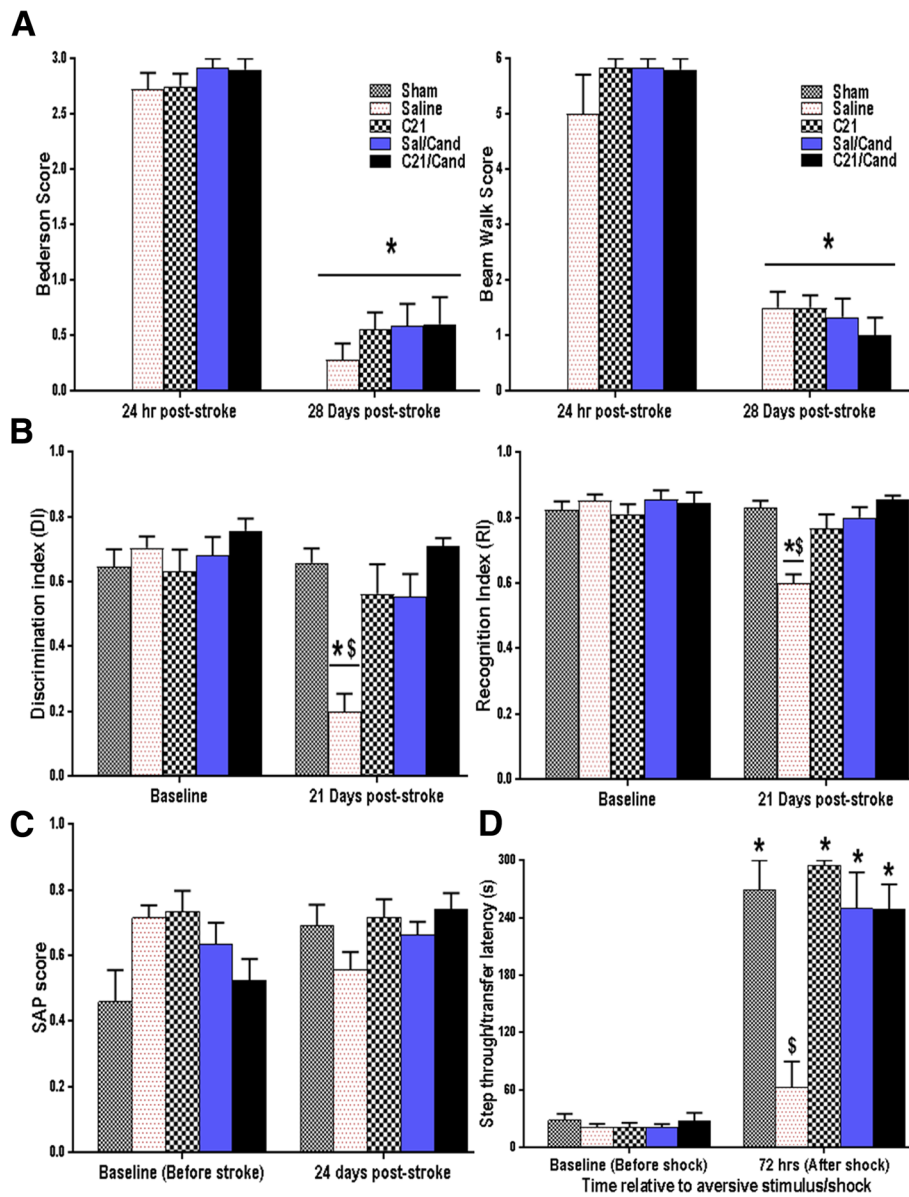 A
Bederson Score
3.0
2.5
2.0
1.5
1.0
0.5
0.0
Sham
Saline
C21
Sal/Cand
C21/Cand
*
24 hr post-stroke
28 Days post-stroke
Beam Walk Score
6
5
4
3
2
1
0
Sham
Saline
C21
Sal/Cand
C21/Cand
*
24 hr post-stroke
28 Days post-stroke
B
Discrimination index (DI)
1.0
0.8
0.6
0.4
0.2
0.0
* $
Baseline
21 Days post-stroke
Recognition Index (RI)
1.0
0.8
0.6
0.4
0.2
0.0
*$
Baseline
21 Days post-stroke
C
SAP score
1.0
0.8
0.6
0.4
0.2
0.0
Baseline (Before stroke)
24 days post-stroke
D
Step through/transfer latency (s)
300
240
180
120
60
0
*
$
*
*
*
Baseline (Before shock)
72 hrs (After shock)
Time relative to aversive stimulus/shock